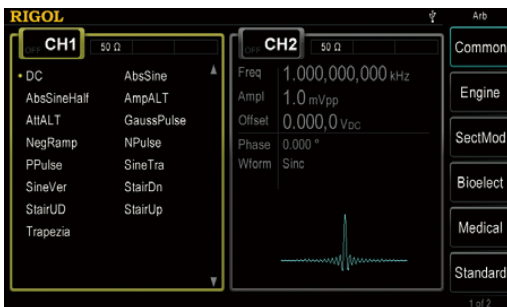 RIGOL Arb
OFF CH1 50 Ω
OFF CH2 50 Ω
Common
• DC AbsSine
AbsSineHalf AmpALT
AttALT GaussPulse
NegRamp NPulse
PPulse SineTra
SineVer StairDn
StairUD StairUp
Trapezia
Freq 1.000,000,000 kHz
Ampl 1.0 mVpp
Offset 0.000,0 VDC
Phase 0.000 °
Wform Sinc
Engine
SectMod
Bioelect
Medical
Standard
1 of 2